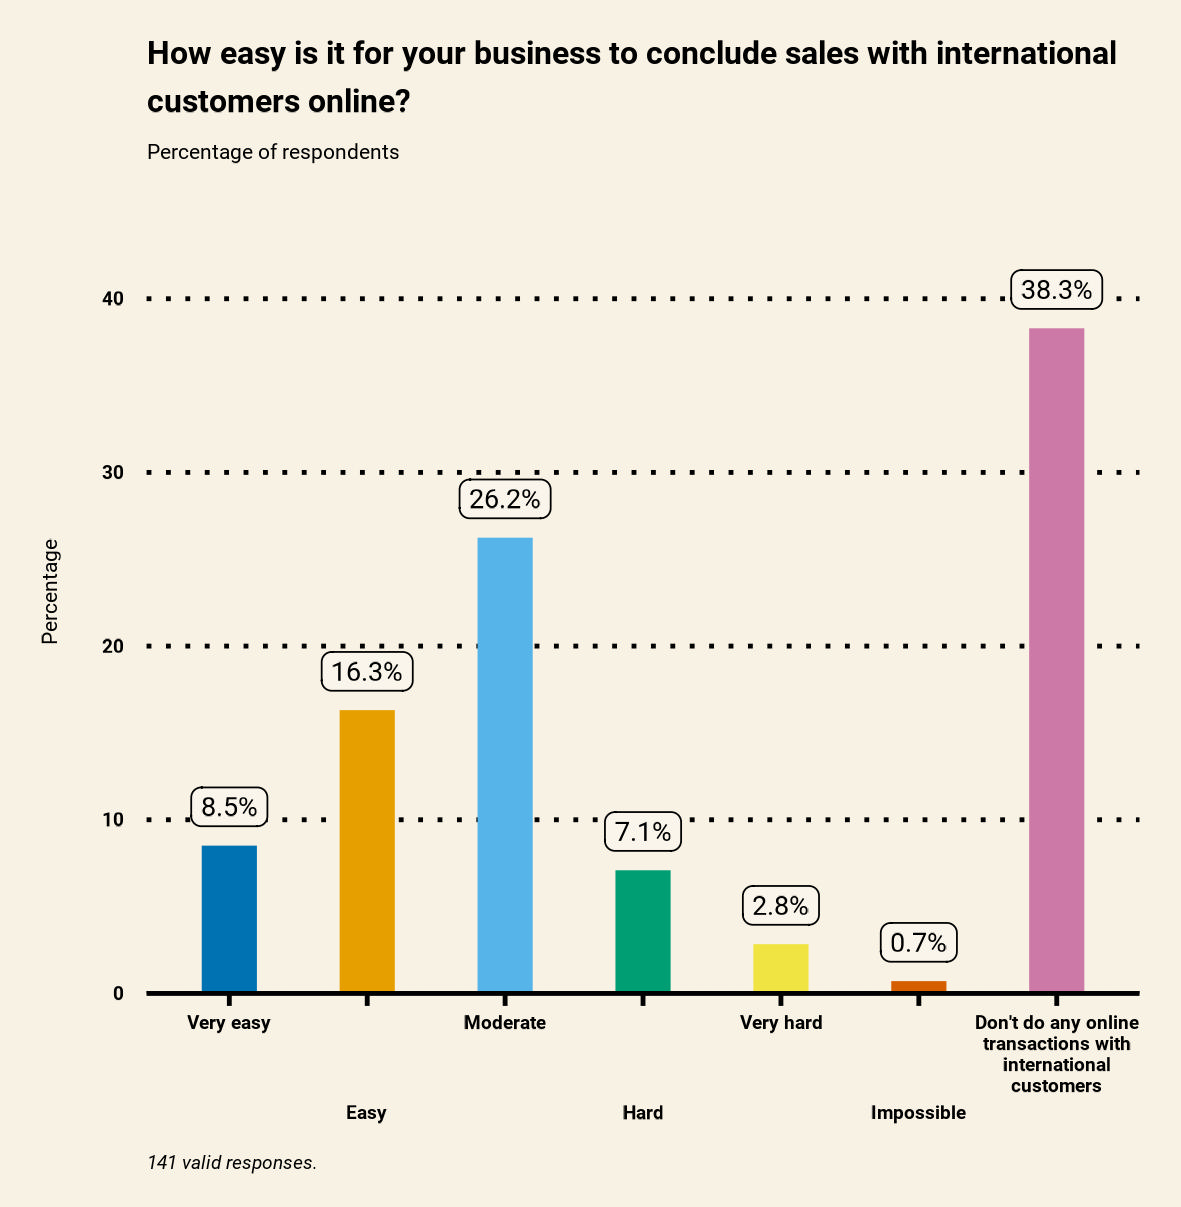 How easy is it for your business to conclude sales with international
customers online?
Percentage of respondents
40
30
20
10
0
Percentage
8.5%
16.3%
26.2%
7.1%
2.8%
0.7%
38.3%
Very easy
Easy
Moderate
Hard
Very hard
Impossible
Don't do any online
transactions with
international
customers
141 valid responses.